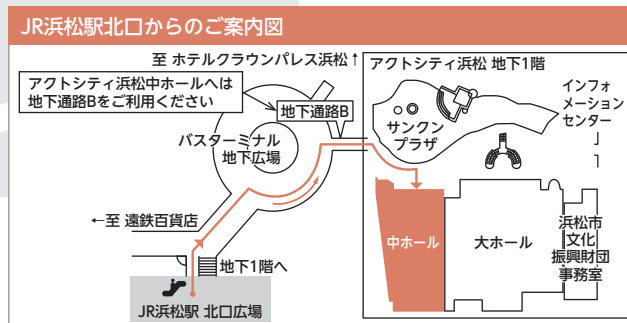 JR浜松駅北口からのご案内図
至 ホテルクラウンパレス浜松↑
アクトシティ浜松 地下1階
アクトシティ浜松中ホールへは
地下通路Bをご利用ください
地下通路B
インフォ
メーション
センター
サンクン
プラザ
バスターミナル
地下広場
←至 遠鉄百貨店
中ホール
大ホール
浜松市
文化
振興財団
事務室
地下1階へ
JR浜松駅 北口広場